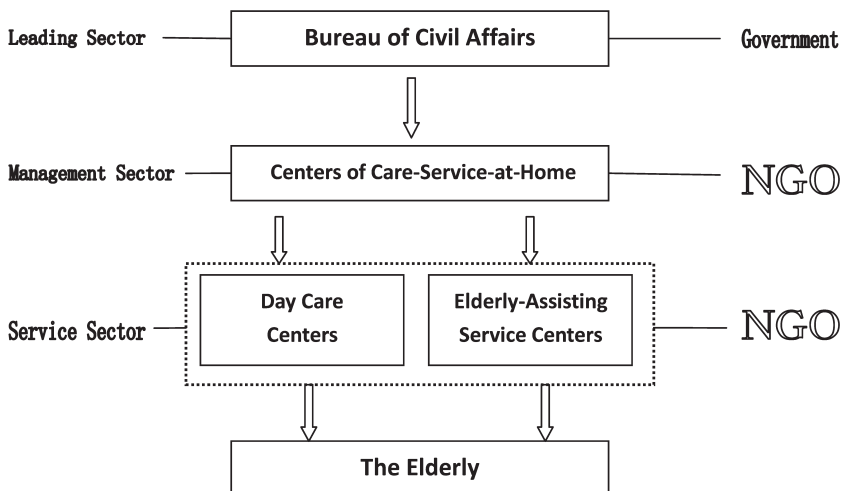 Leading Sector
Bureau of Civil Affairs
Government
Management Sector
Centers of Care-Service-at-Home
NGO
Day Care
Centers
Elderly-Assisting
Service Centers
Service Sector
NGO
The Elderly